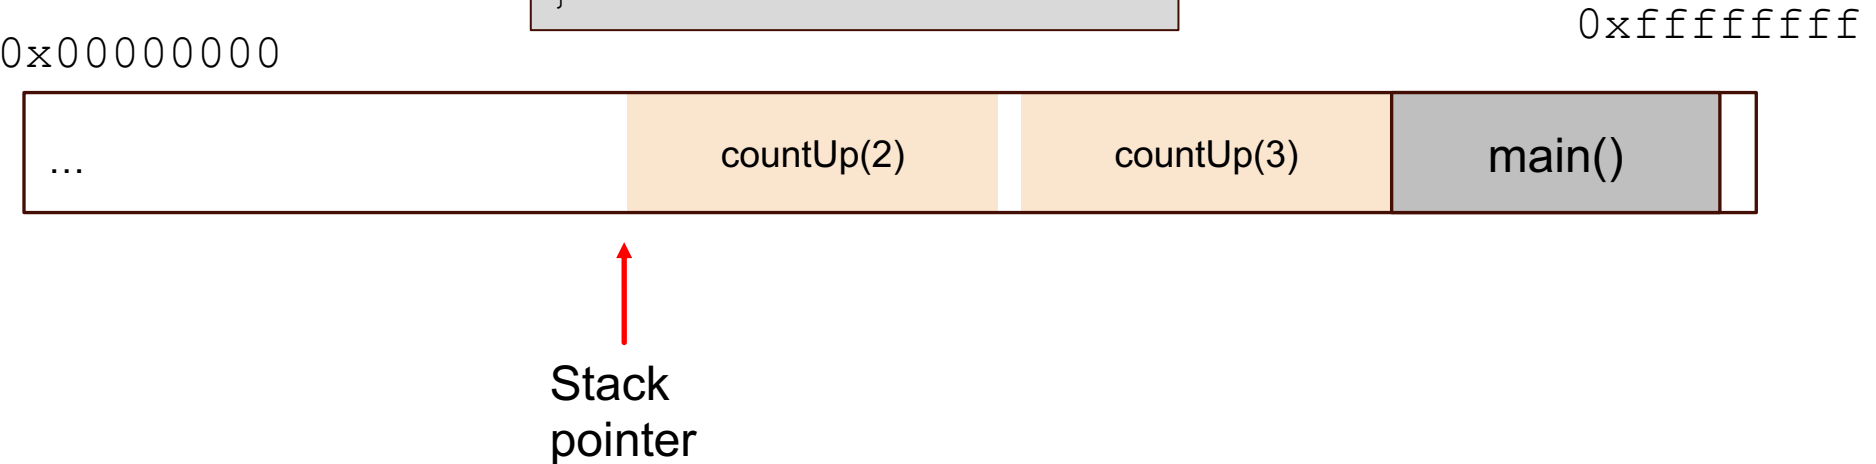 }
0xffffffff
0x00000000
...
countUp(2)
countUp(3)
main()
Stack
pointer